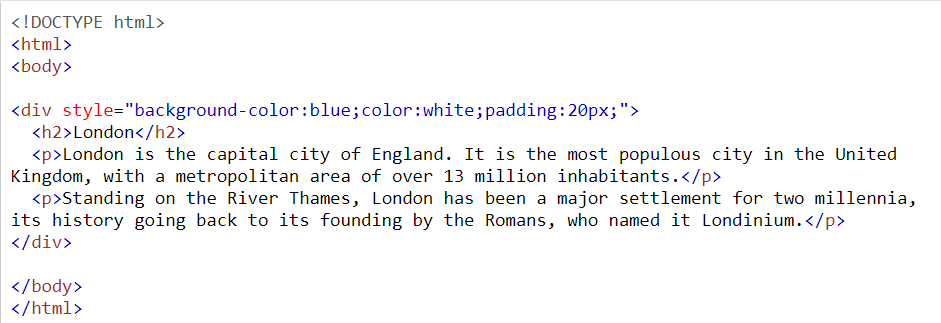 <!DOCTYPE html>
<html>
<body>
<div style="background-color:blue;color:white;padding:20px;">
<h2>London</h2>
<p>London is the capital city of England. It is the most populous city in the United
Kingdom, with a metropolitan area of over 13 million inhabitants.</p>
<p>Standing on the River Thames, London has been a major settlement for two millennia,
its history going back to its founding by the Romans, who named it Londinium.</p>
</div>
</body>
</html>